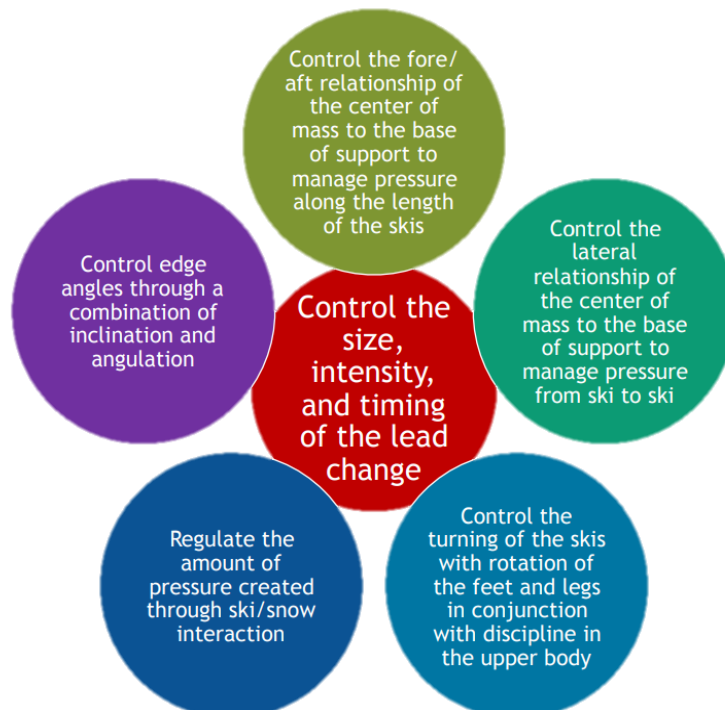 Control the fore/
aft relationship of
the center of
mass to the base
of support to
manage pressure
along the length
of the skis
Control the
lateral
relationship of
the center of
mass to the base
of support to
manage pressure
from ski to ski
Control the
turning of the skis
with rotation of
the feet and legs
in conjunction
with discipline in
the upper body
Regulate the
amount of
pressure created
through ski/snow
interaction
Control edge
angles through a
combination of
inclination and
angulation
Control the
size,
intensity,
and timing
of the lead
change